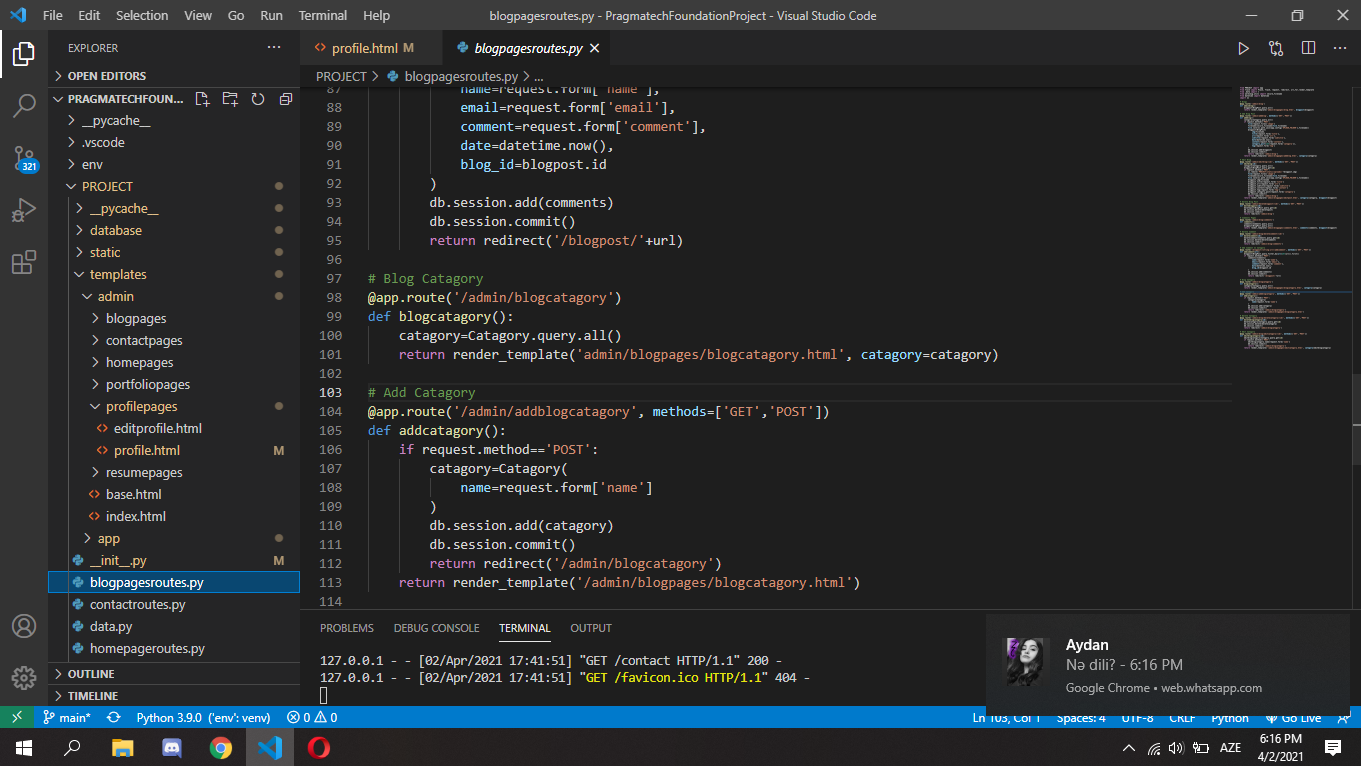 File Edit Selection View Go Run Terminal Help
blogpagesroutes.py - PragmatechFoundationProject - Visual Studio Code
EXPLORER
OPEN EDITORS
PRAGMATECHFOUN...
__pycache__
.vscode
env
PROJECT
__pycache__
database
static
templates
admin
blogpages
contactpages
homepages
portfoliopages
profilepages
editprofile.html
profile.html M
resumepages
base.html
index.html
app
__init__.py M
blogpagesroutes.py
contactroutes.py
data.py
homepageroutes.py
OUTLINE
TIMELINE
321
profile.html M
blogpagesroutes.py
PROJECT > blogpagesroutes.py > ...
87 name=request.form['name'],
88 email=request.form['email'],
89 comment=request.form['comment'],
90 date=datetime.now(),
91 blog_id=blogpost.id
92 )
93 db.session.add(comments)
94 db.session.commit()
95 return redirect('/blogpost/'+url)
96
97 # Blog Catagory
98 @app.route('/admin/blogcatagory')
99 def blogcatagory():
100 catagory=Catagory.query.all()
101 return render_template('admin/blogpages/blogcatagory.html', catagory=catagory)
102
103 # Add Catagory
104 @app.route('/admin/addblogcatagory', methods=['GET','POST'])
105 def addcatagory():
106 if request.method=='POST':
107 catagory=Catagory(
108 name=request.form['name']
109 )
110 db.session.add(catagory)
111 db.session.commit()
112 return redirect('/admin/blogcatagory')
113 return render_template('/admin/blogpages/blogcatagory.html')
114
PROBLEMS DEBUG CONSOLE TERMINAL OUTPUT
127.0.0.1 - - [02/Apr/2021 17:41:51] "GET /contact HTTP/1.1" 200 -
127.0.0.1 - - [02/Apr/2021 17:41:51] "GET /favicon.ico HTTP/1.1" 404 -
Aydan
Nə dili? - 6:16 PM
Google Chrome • web.whatsapp.com
main* Python 3.9.0 ('env': venv) 0 0
Ln 103, Col 1 Spaces: 4 UTF-8 CRLF Python Go Live
AZE
6:16 PM
4/2/2021